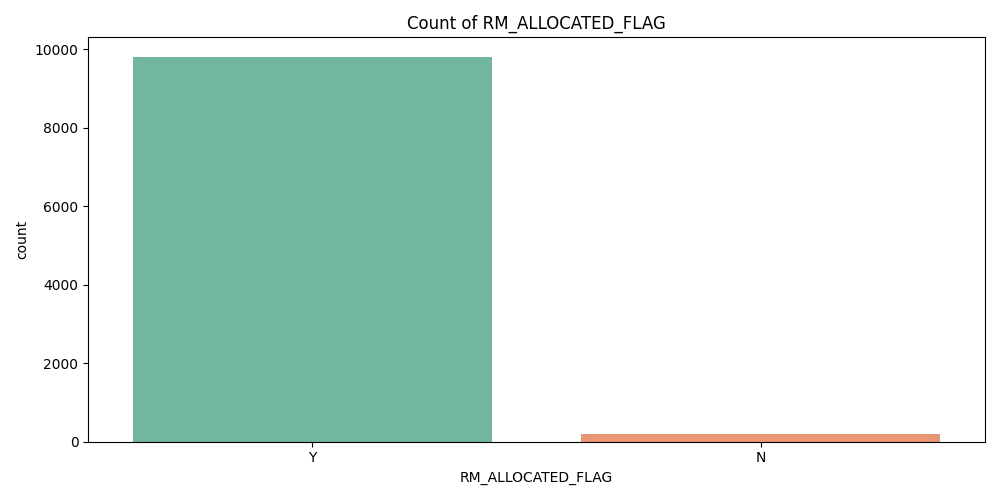 Count of RM_ALLOCATED_FLAG
10000
8000
6000
4000
2000
0
count
Y
N
RM_ALLOCATED_FLAG